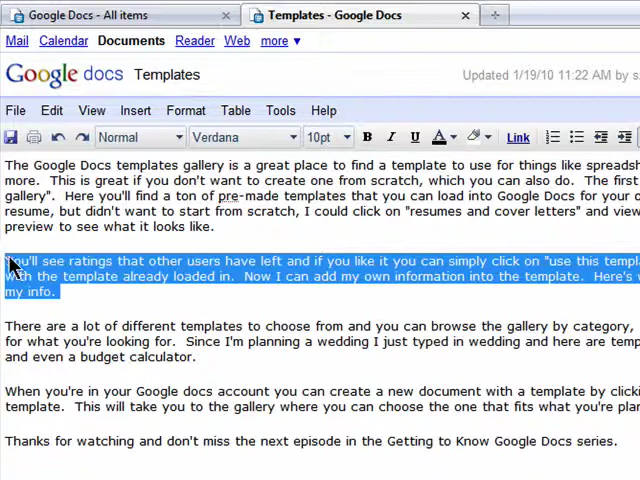 Google Docs - All items
Templates - Google Docs
Mail Calendar Documents Reader Web more ▼
Google docs Templates Updated 1/19/10 11:22 AM by
File Edit View Insert Format Table Tools Help
Normal Verdana 10pt B I U A Link
The Google Docs templates gallery is a great place to find a template to use for things like
more. This is great if you don't want to create one from scratch, which you can also do. The first
gallery". Here you'll find a ton of pre-made templates that you can load into Google Docs for your
resume, but didn't want to start from scratch, I could click on "resumes and cover letters" and view
preview to see what it looks like.
You'll see ratings that other users have left and if you like it you can simply click on "use this
with the template already loaded in. Now I can add my own information into the template. Here's
my info.
There are a lot of different templates to choose from and you can browse the gallery by category,
for what you're looking for. Since I'm planning a wedding I just typed in wedding and here are
and even a budget calculator.
When you're in your Google docs account you can create a new document with a template by
template. This will take you to the gallery where you can choose the one that fits what you're
Thanks for watching and don't miss the next episode in the Getting to Know Google Docs series.